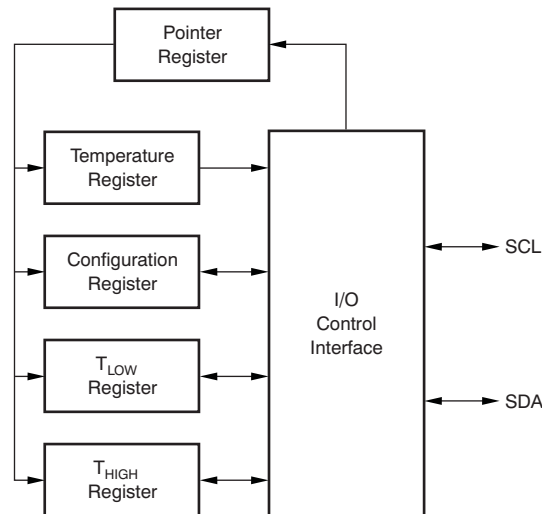 Pointer
Register
Temperature
Register
Configuration
Register
TLOW
Register
THIGH
Register
I/O
Control
Interface
SCL
SDA